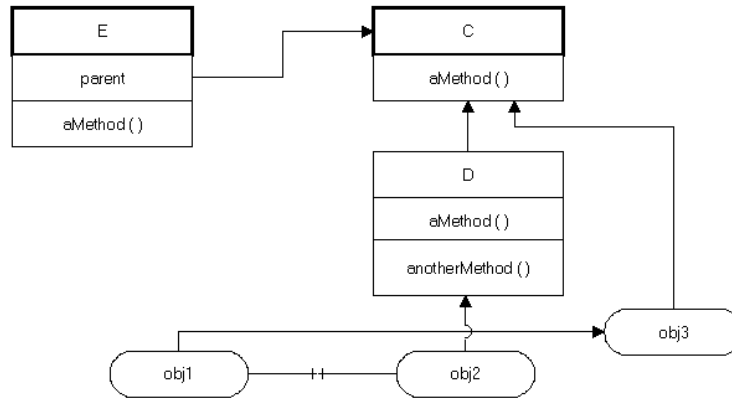 E
C
parent
aMethod ( )
aMethod ( )
D
aMethod ( )
anotherMethod ( )
obj3
obj1
obj2